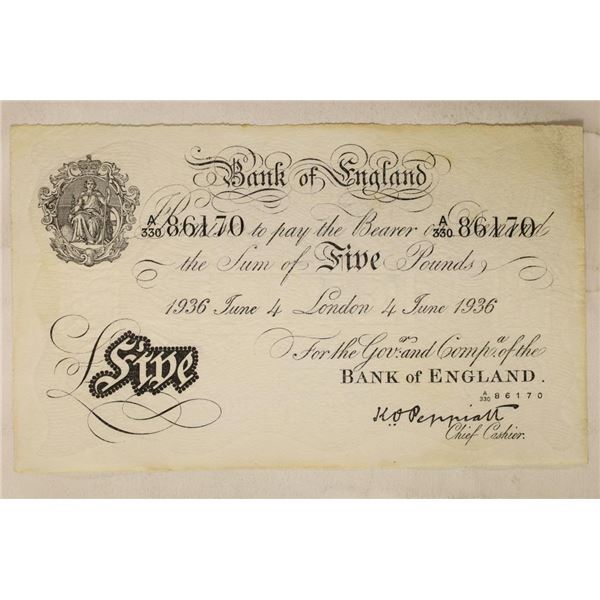 Bank of England
A/330 86170 to pay the Bearer on Demand A/330 86170
the Sum of Five Pounds
1936 June 4 London 4 June 1936
For the Govr. and Compa. of the
Five
BANK of ENGLAND.
A/330 86170
K.O. Peppiatt
Chief Cashier.